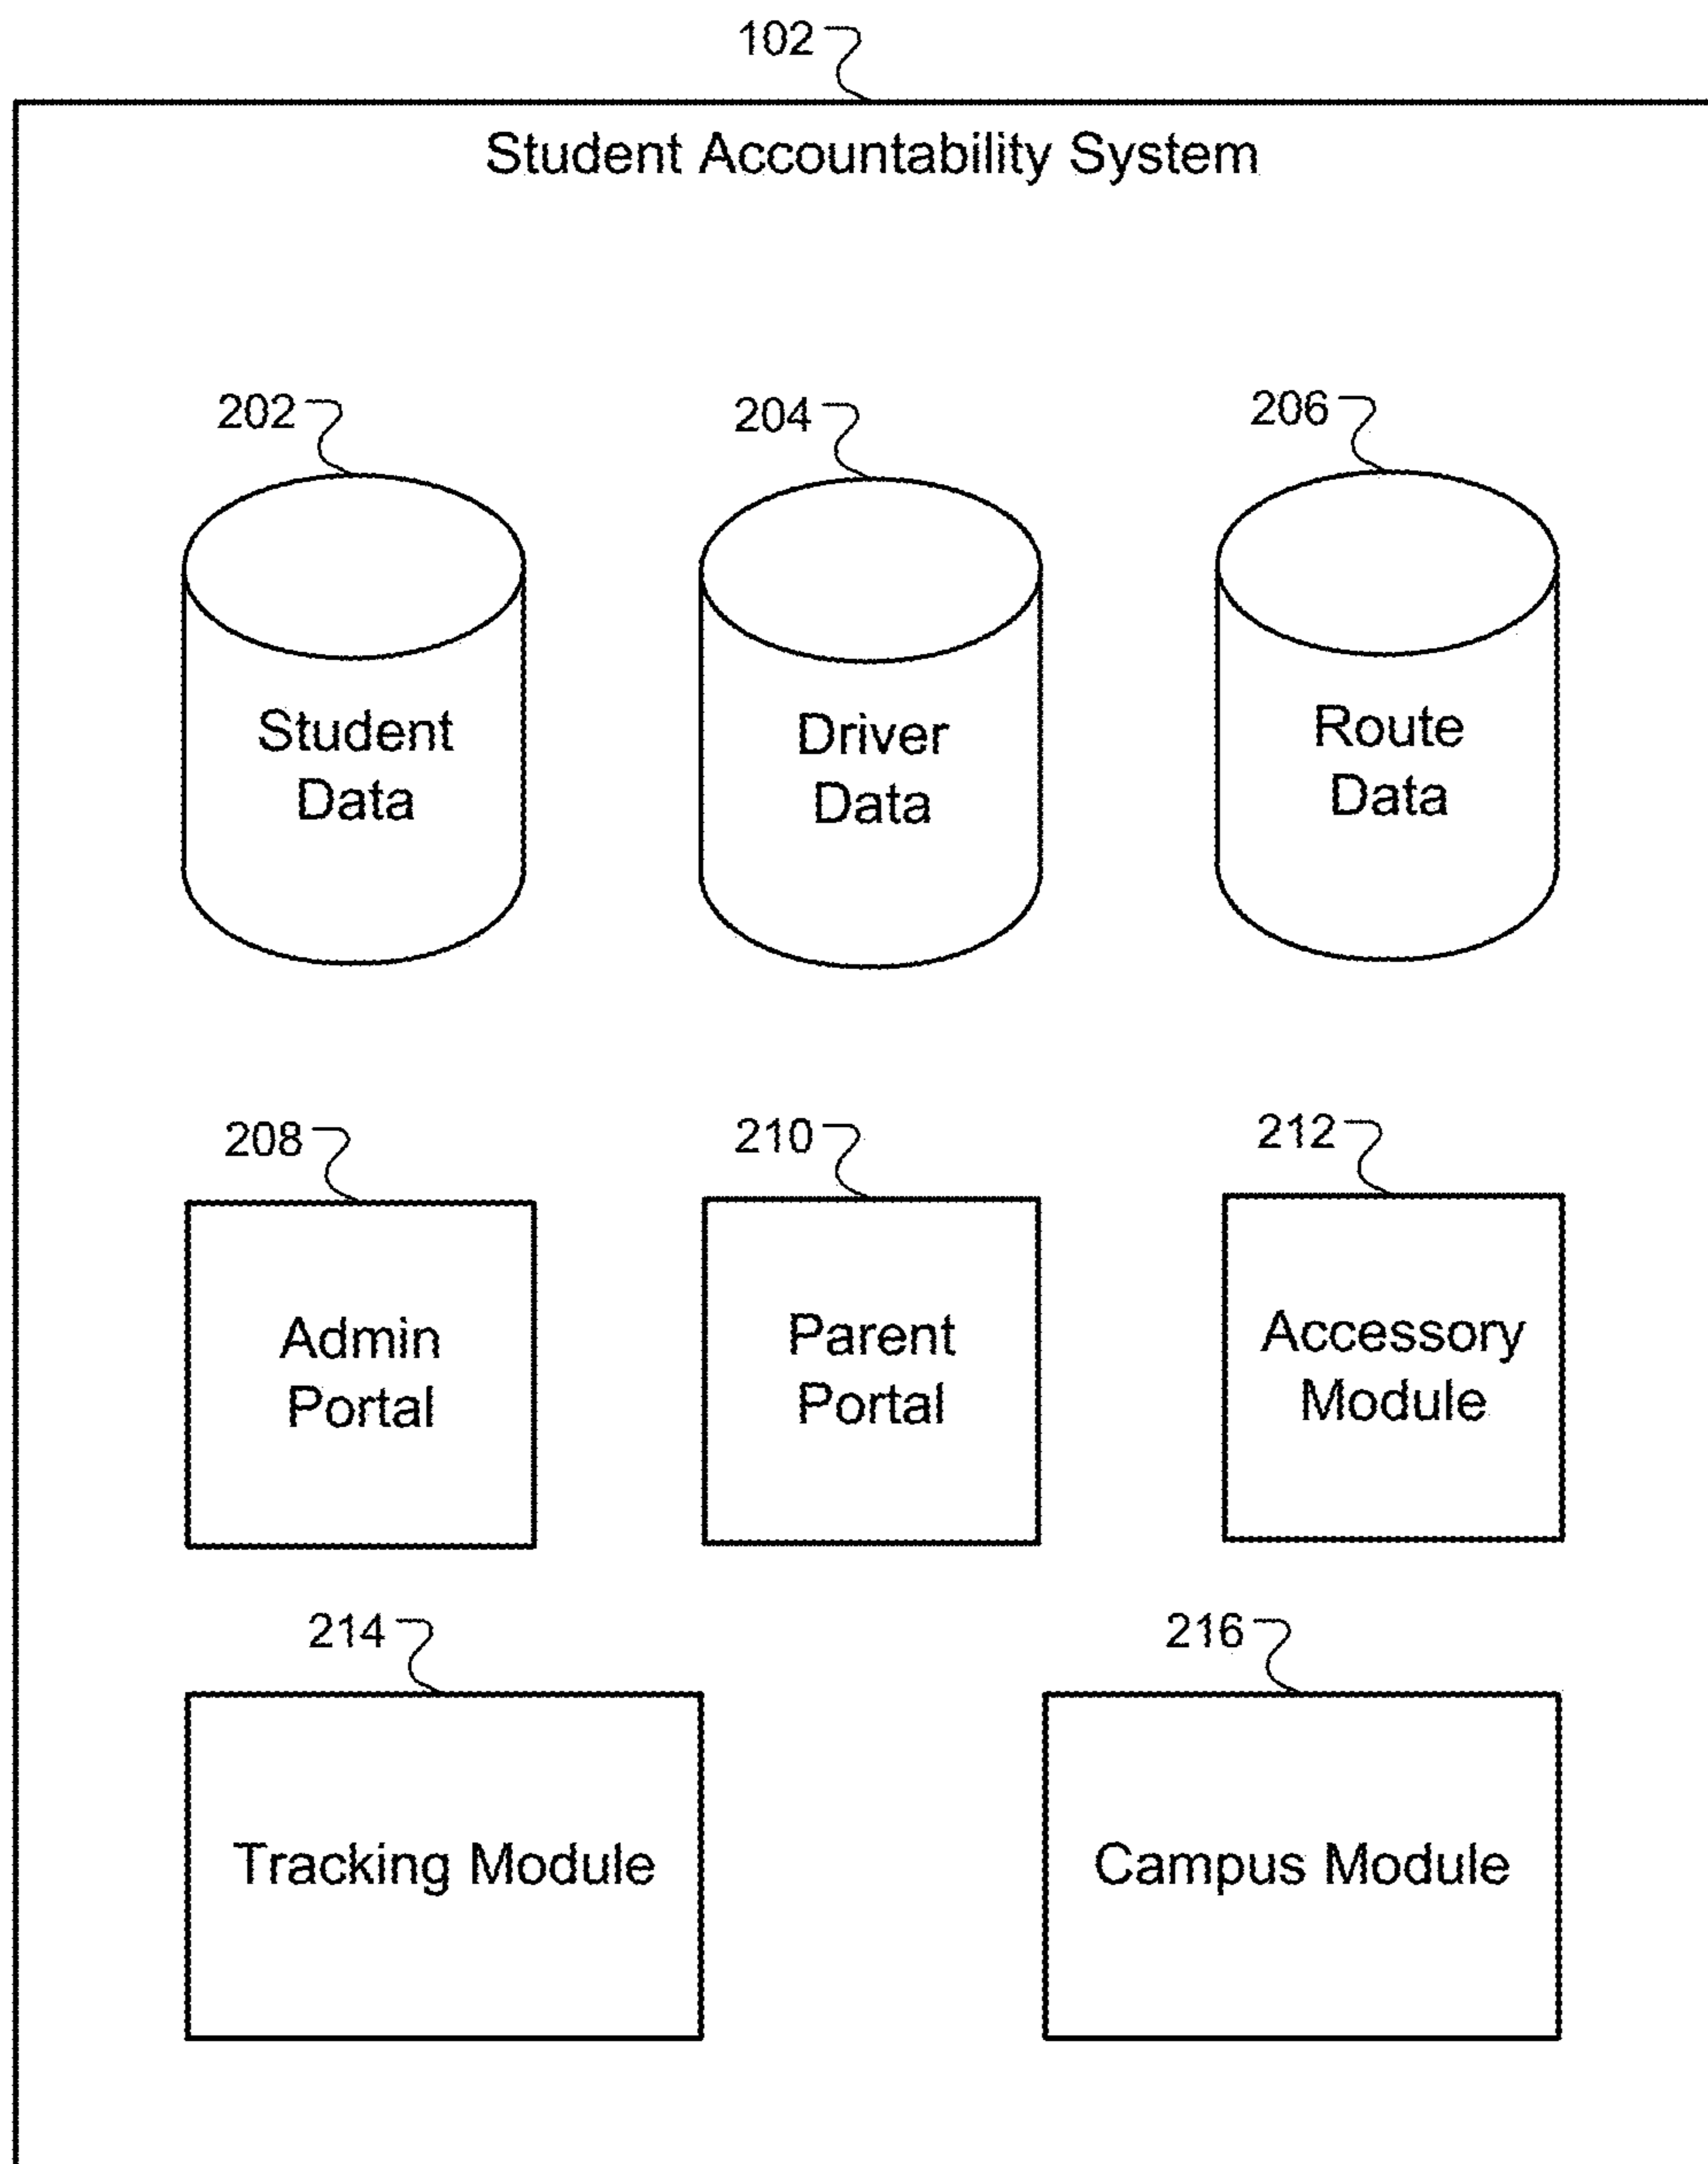 102
Student Accountability System
202
204
206
Student
Data
Driver
Data
Route
Data
208
210
212
Admin
Portal
Parent
Portal
Accessory
Module
214
216
Tracking Module
Campus Module